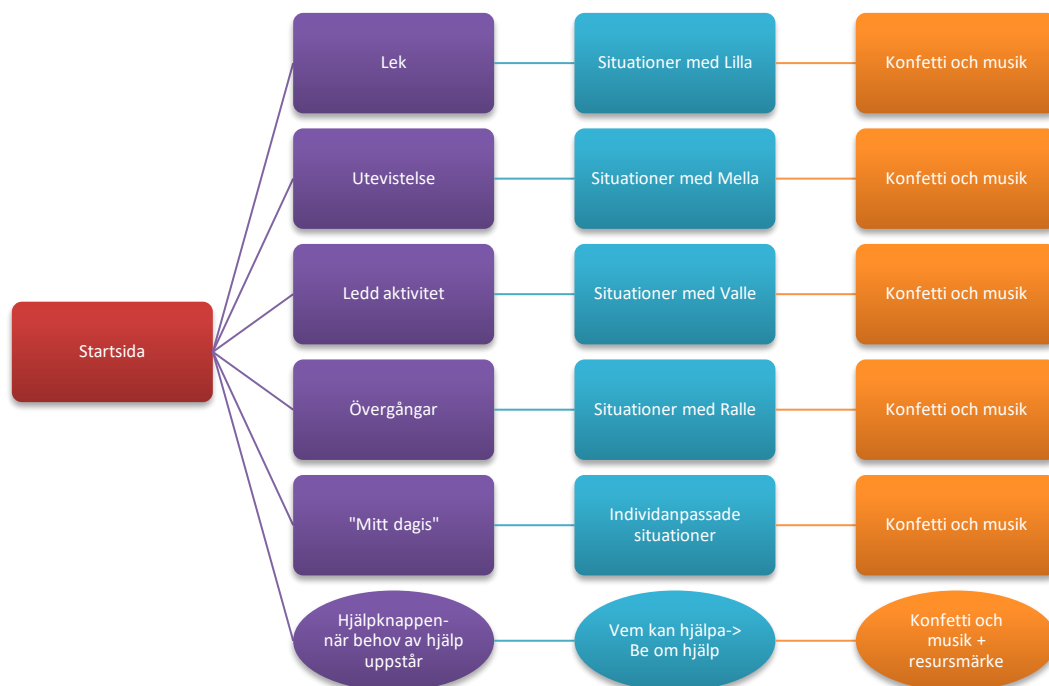 Lek
Situationer med Lilla
Konfetti och musik
Utevistelse
Situationer med Mella
Konfetti och musik
Ledd aktivitet
Situationer med Valle
Konfetti och musik
Startsida
Övergångar
Situationer med Ralle
Konfetti och musik
"Mitt dagis"
Individanpassade
situationer
Konfetti och musik
Hjälpknappen-
när behov av hjälp
uppstår
Vem kan hjälpa->
Be om hjälp
Konfetti och
musik +
resursmärke